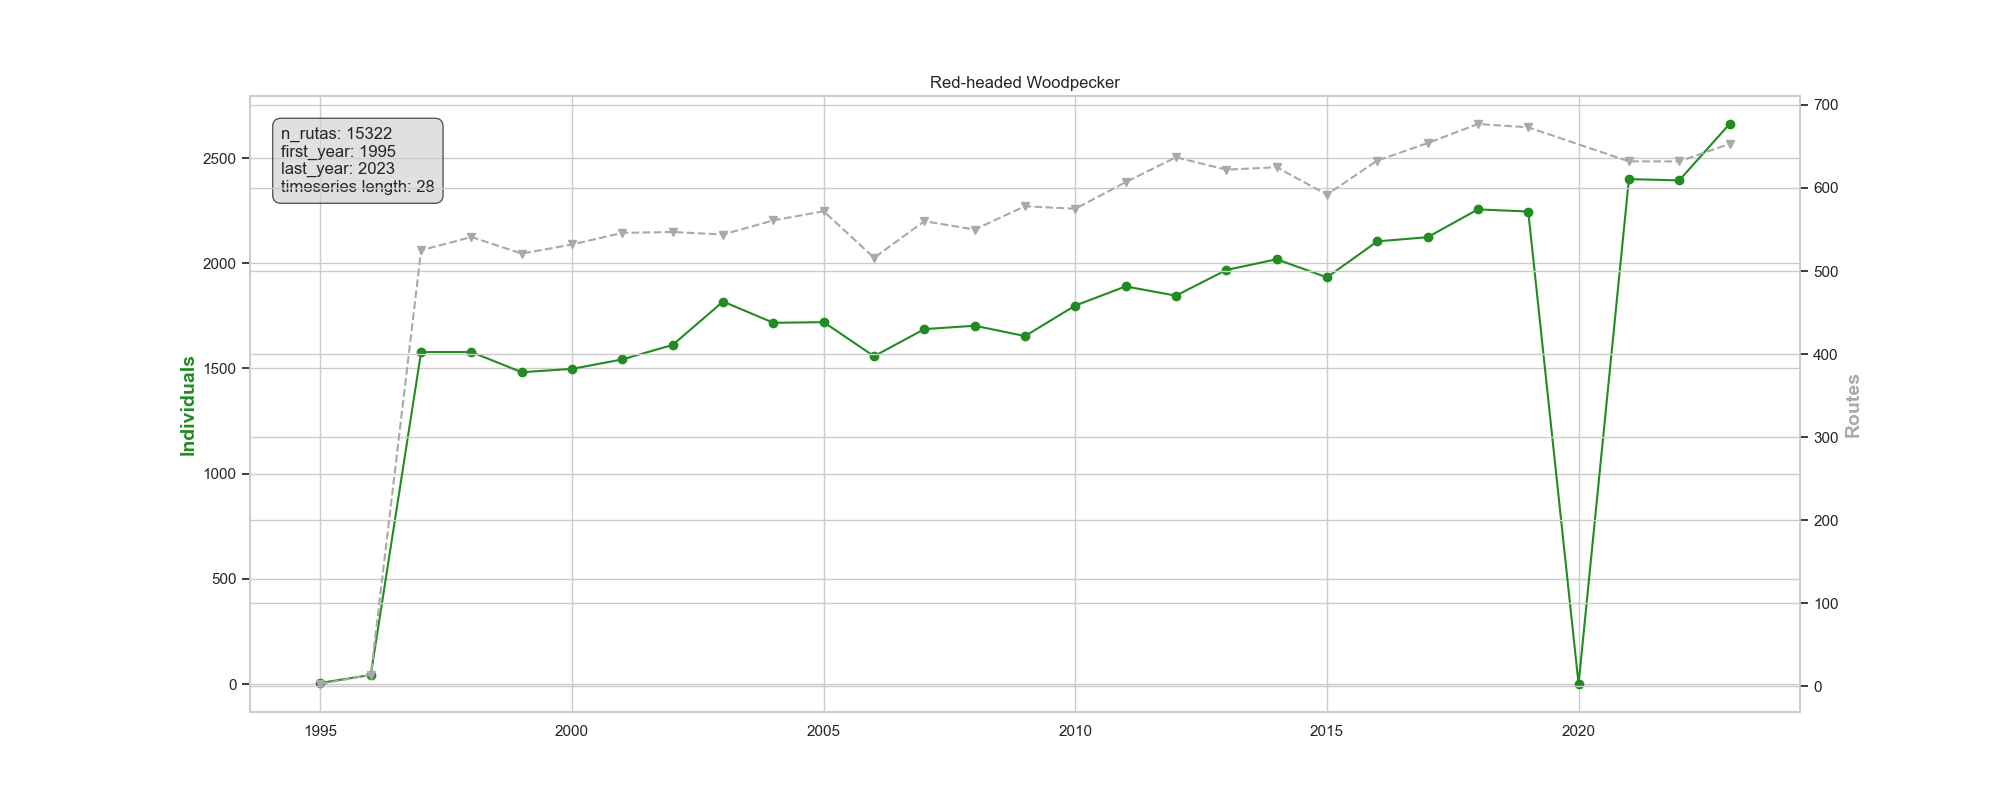 Red-headed Woodpecker
n_rutas: 15322
first_year: 1995
last_year: 2023
timeseries length: 28
Individuals
2500
2000
1500
1000
500
0
Routes
700
600
500
400
300
200
100
0
1995 2000 2005 2010 2015 2020